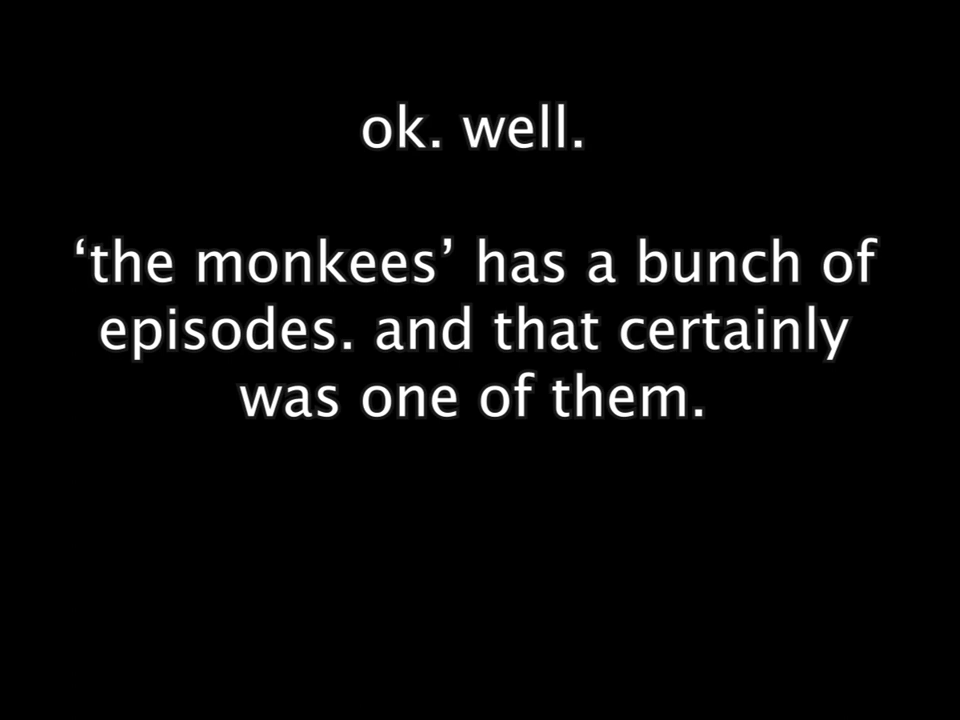 ok. well.
‘the monkees’ has a bunch of
episodes. and that certainly
was one of them.